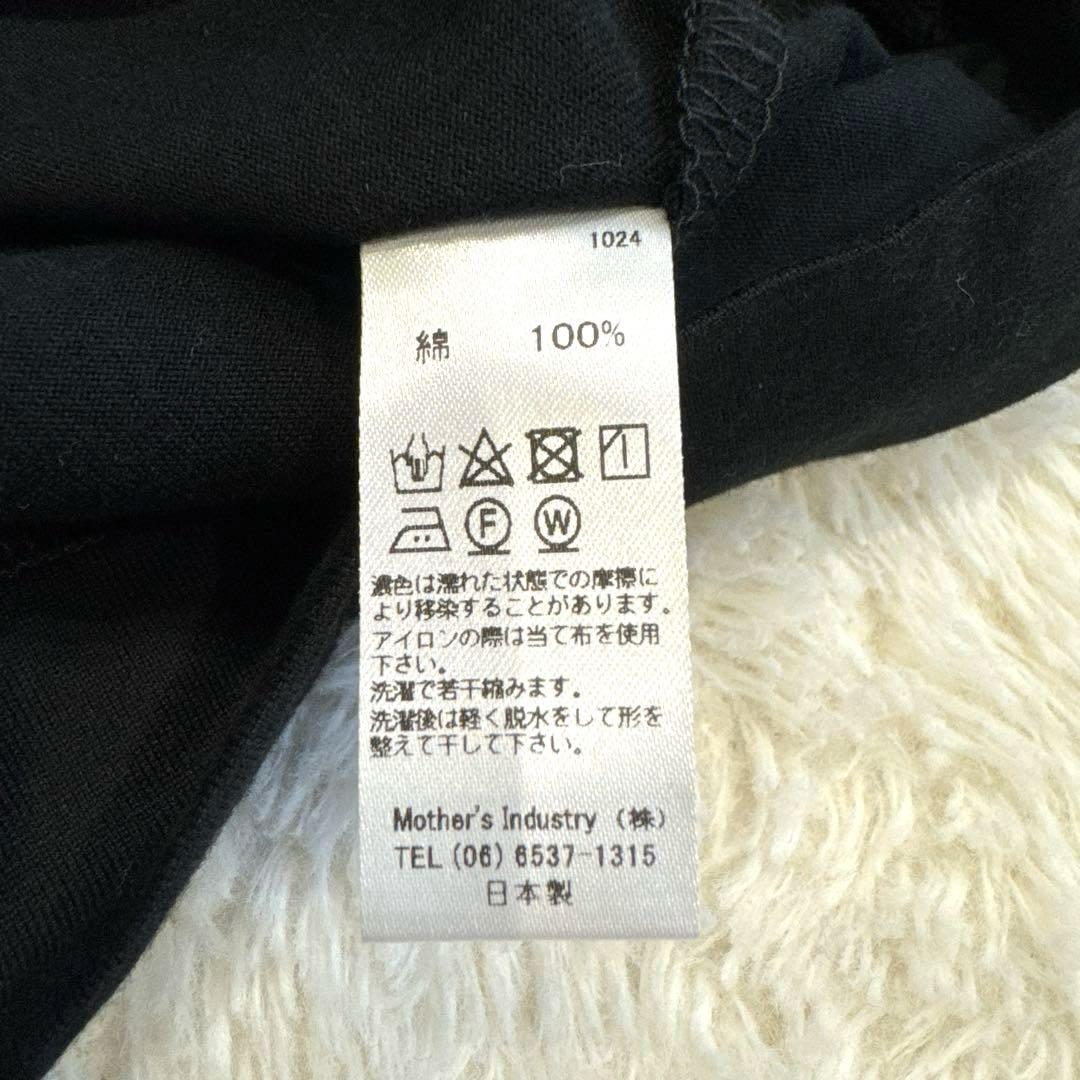 1024
綿 100%
F W
濃色は濡れた状態での摩擦に
より移染することがあります。
アイロンの際は当て布を使用
下さい。
洗濯で若干縮みます。
洗濯後は軽く脱水をして形を
整えて干して下さい。
Mother's Industry (株)
TEL (06) 6537-1315
日本製